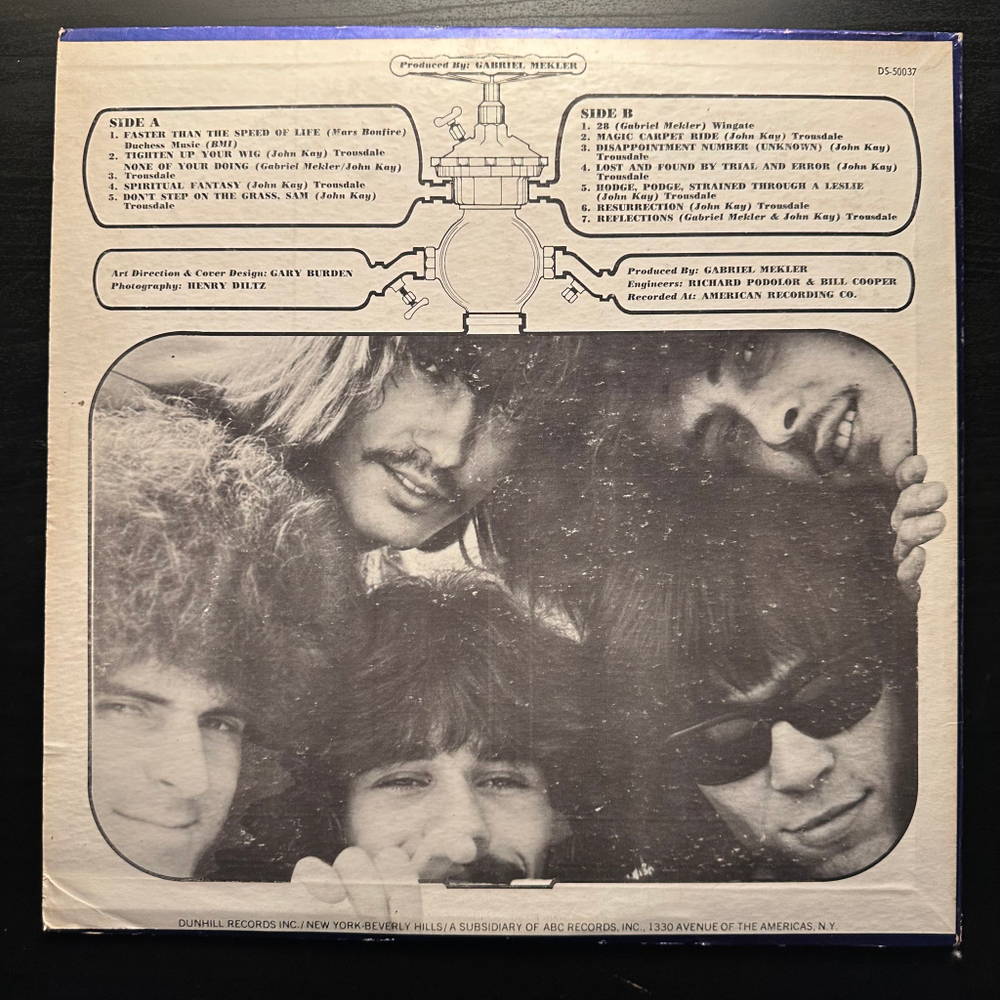 Produced By: GABRIEL MEKLER
DS-50037
SIDE A
1. FASTER THAN THE SPEED OF LIFE (Mars Bonfire)
Duchess Music (BMI)
2. TIGHTEN UP YOUR WIG (John Kay) Trousdale
NONE OF YOUR DOING (Gabriel Mekler/John Kay)
3. Trousdale
4. SPIRITUAL FANTASY (John Kay) Trousdale
5. DON'T STEP ON THE GRASS, SAM (John Kay)
Trousdale
SIDE B
1. 28 (Gabriel Mekler) Wingate
2. MAGIC CARPET RIDE (John Kay) Trousdale
3. DISAPPOINTMENT NUMBER (UNKNOWN) (John Kay)
Trousdale
4. LOST AND FOUND BY TRIAL AND ERROR (John Kay)
Trousdale
5. HODGE, PODGE, STRAINED THROUGH A LESLIE
(John Kay) Trousdale
6. RESURRECTION (John Kay) Trousdale
7. REFLECTIONS (Gabriel Mekler & John Kay) Trousdale
Art Direction & Cover Design: GARY BURDEN
Photography: HENRY DILTZ
Produced By: GABRIEL MEKLER
Engineers: RICHARD PODOLOR & BILL COOPER
Recorded At: AMERICAN RECORDING CO.
DUNHILL RECORDS INC./NEW YORK-BEVERLY HILLS/A SUBSIDIARY OF ABC RECORDS, INC., 1330 AVENUE OF THE AMERICAS, N.Y.